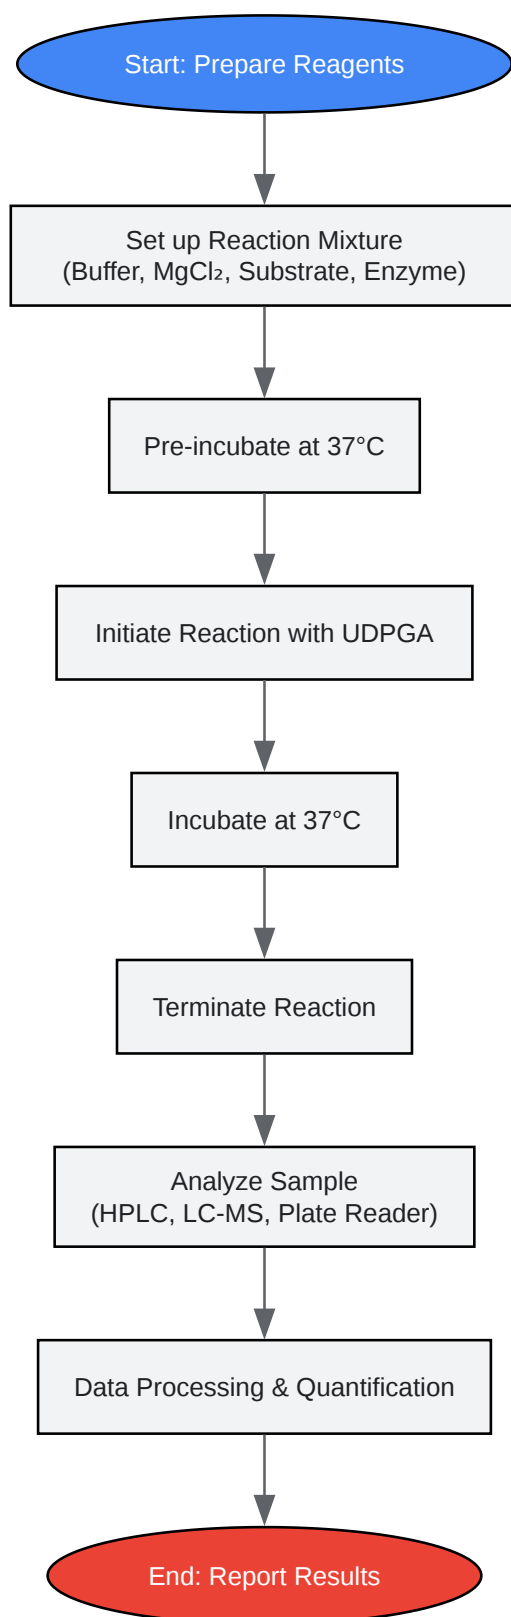 Start: Prepare Reagents
Set up Reaction Mixture
(Buffer, MgCl₂, Substrate, Enzyme)
Pre-incubate at 37°C
Initiate Reaction with UDPGA
Incubate at 37°C
Terminate Reaction
Analyze Sample
(HPLC, LC-MS, Plate Reader)
Data Processing & Quantification
End: Report Results